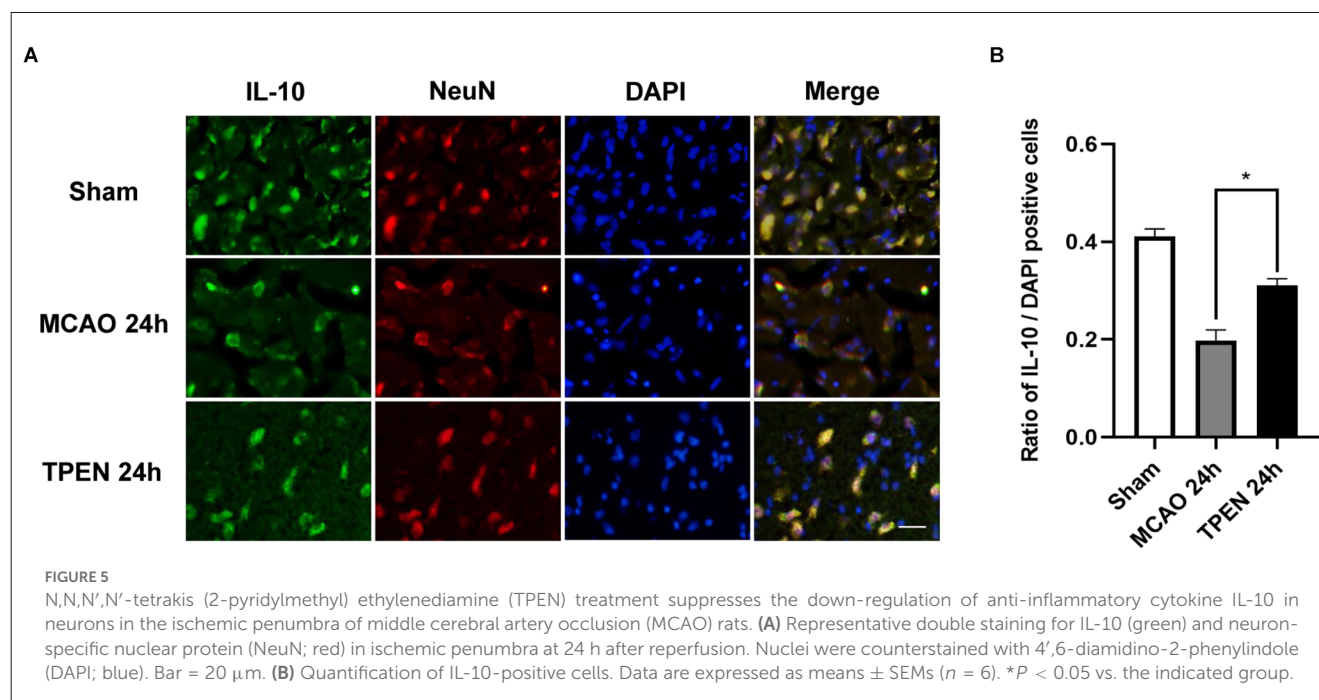 A
B
IL-10 NeuN DAPI Merge
Sham
MCAO 24h
TPEN 24h
Ratio of IL-10 / DAPI positive cells
0.6
0.4
0.2
0.0
*
Sham
MCAO 24h
TPEN 24h
FIGURE 5
N,N,N′,N′-tetrakis (2-pyridylmethyl) ethylenediamine (TPEN) treatment suppresses the down-regulation of anti-inflammatory cytokine IL-10 in
neurons in the ischemic penumbra of middle cerebral artery occlusion (MCAO) rats. (A) Representative double staining for IL-10 (green) and neuron-
specific nuclear protein (NeuN; red) in ischemic penumbra at 24 h after reperfusion. Nuclei were counterstained with 4′,6-diamidino-2-phenylindole
(DAPI; blue). Bar = 20 μm. (B) Quantification of IL-10-positive cells. Data are expressed as means ± SEMs (n = 6). *P < 0.05 vs. the indicated group.